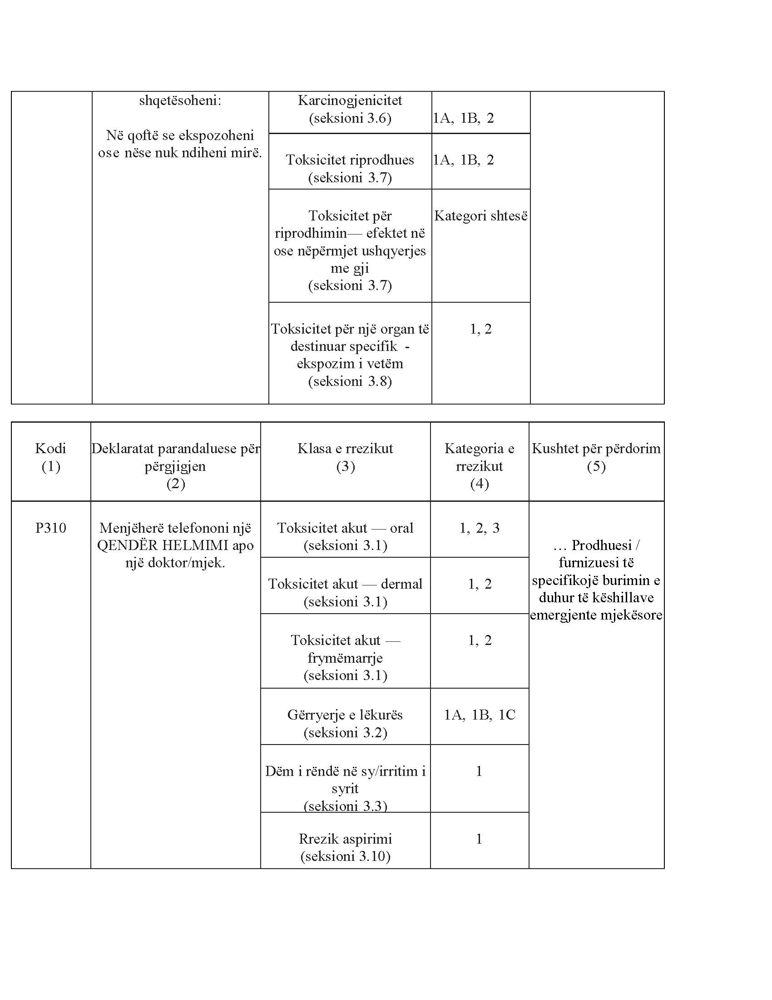 shqetësoheni:
Në qoftë se ekspozoheni
ose nëse nuk ndiheni mirë.
Karcinogjenicitet
(seksioni 3.6)
1A, 1B, 2
Toksicitet riprodhues
(seksioni 3.7)
1A, 1B, 2
Toksicitet për
riprodhimin— efektet në
ose nëpërmjet ushqyerjes
me gji
(seksioni 3.7)
Kategori shtesë
Toksicitet për një organ të
destinuar specifik -
ekspozim i vetëm
(seksioni 3.8)
1, 2
Kodi
(1)
Deklaratat parandaluese për
përgjigjen
(2)
Klasa e rrezikut
(3)
Kategoria e
rrezikut
(4)
Kushtet për përdorim
(5)
P310
Menjëherë telefononi një
QENDËR HELMIMI apo
një doktor/mjek.
Toksicitet akut — oral
(seksioni 3.1)
1, 2, 3
… Prodhuesi /
furnizuesi të
specifikojë burimin e
duhur të këshillave
emergjente mjekësore
Toksicitet akut — dermal
(seksioni 3.1)
1, 2
Toksicitet akut —
frymëmarrje
(seksioni 3.1)
1, 2
Gërryerje e lëkurës
(seksioni 3.2)
1A, 1B, 1C
Dëm i rëndë në sy/irritim i
syrit
(seksioni 3.3)
1
Rrezik aspirimi
(seksioni 3.10)
1